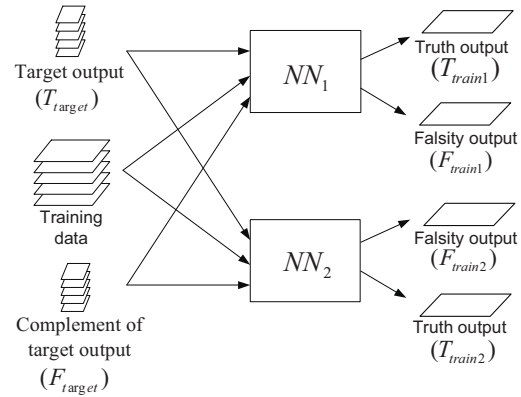 Target output
(T_target)
Training
data
Complement of
target output
(F_target)
NN_1
NN_2
Truth output
(T_train1)
Falsity output
(F_train1)
Falsity output
(F_train2)
Truth output
(T_train2)